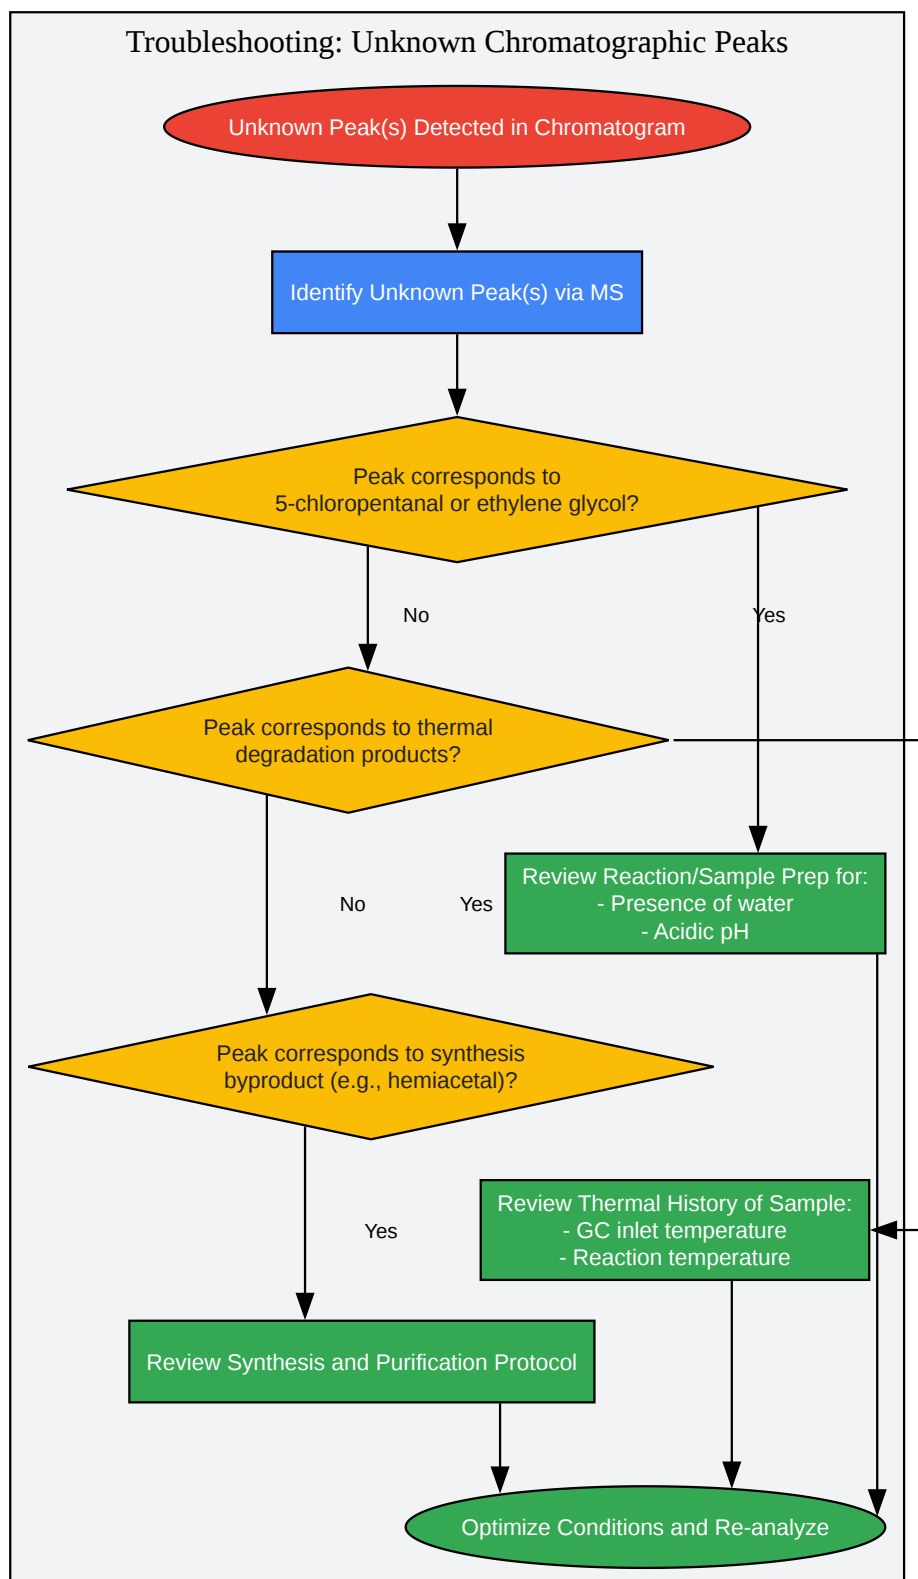 Troubleshooting: Unknown Chromatographic Peaks
Unknown Peak(s) Detected in Chromatogram
Identify Unknown Peak(s) via MS
Peak corresponds to
5-chloropentanal or ethylene glycol?
No
Yes
Peak corresponds to thermal
degradation products?
No
Yes
Review Reaction/Sample Prep for:
- Presence of water
- Acidic pH
Peak corresponds to synthesis
byproduct (e.g., hemiacetal)?
Yes
Review Thermal History of Sample:
- GC inlet temperature
- Reaction temperature
Review Synthesis and Purification Protocol
Optimize Conditions and Re-analyze